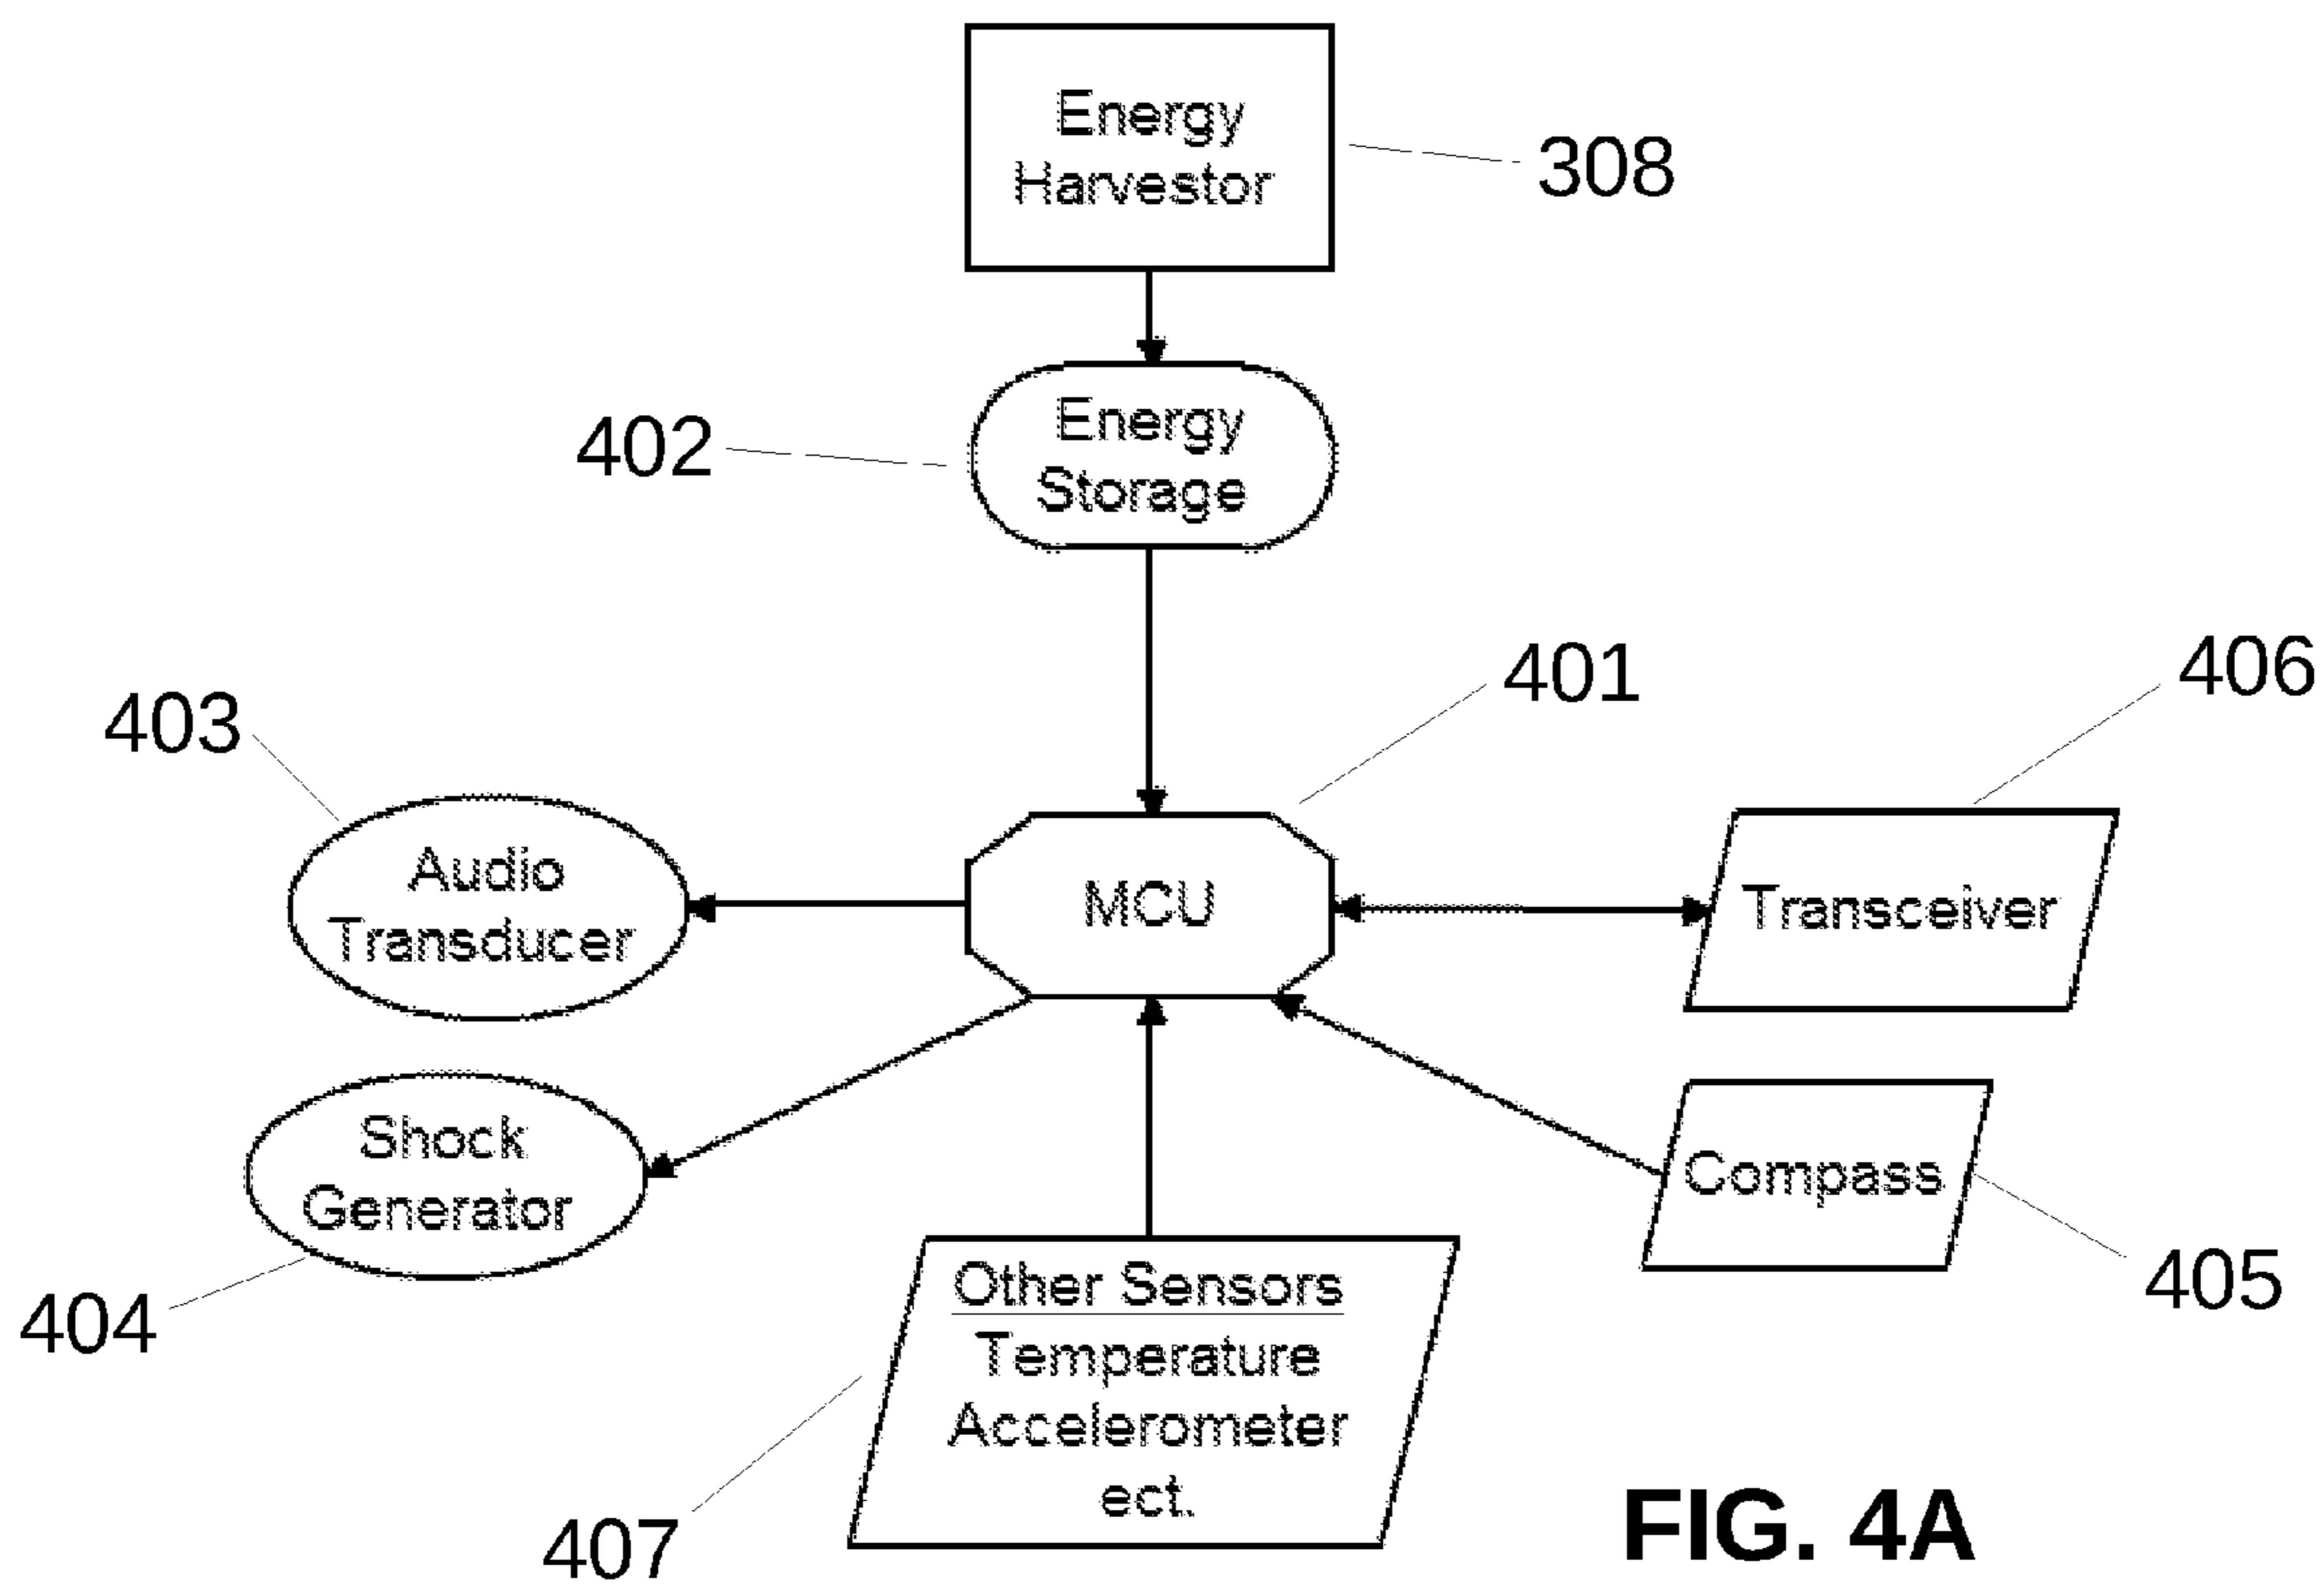 Energy
Harvestor
308
Energy
Storage
402
401
406
403
Audio
Transducer
MCU
Transceiver
Shock
Generator
Compass
404
405
Other Sensors
Temperature
Accelerometer
ect.
407
FIG. 4A